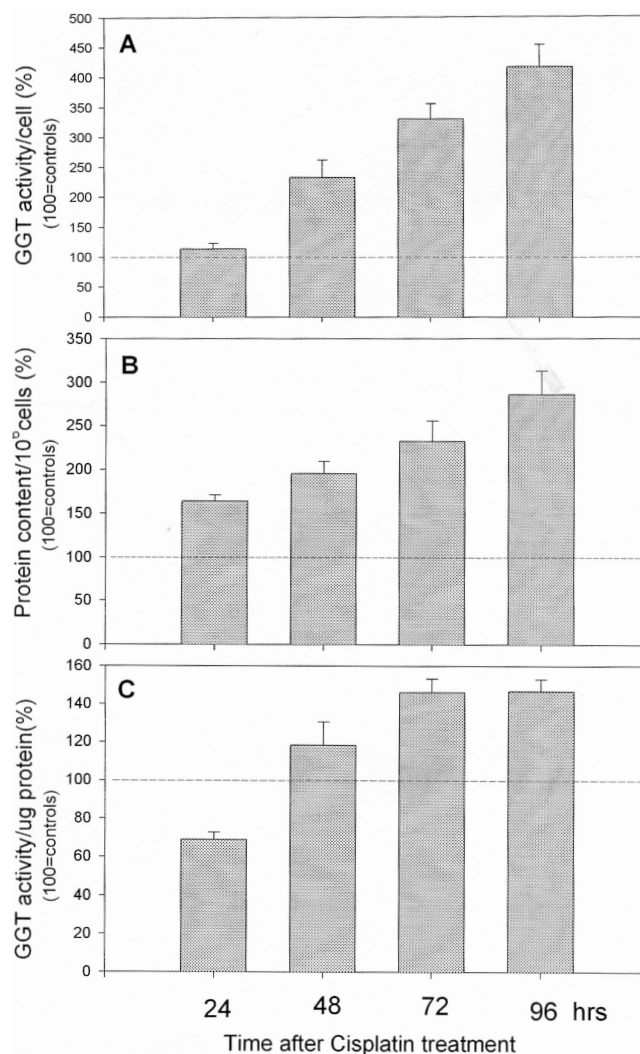 A
GGT activity/cell (%)
(100=controls)
500
450
400
350
300
250
200
150
100
50
0
B
Protein content/10⁶cells (%)
(100=controls)
350
300
250
200
150
100
50
0
C
GGT activity/ug protein(%)
(100=controls)
160
140
120
100
80
60
40
20
0
24 48 72 96 hrs
Time after Cisplatin treatment